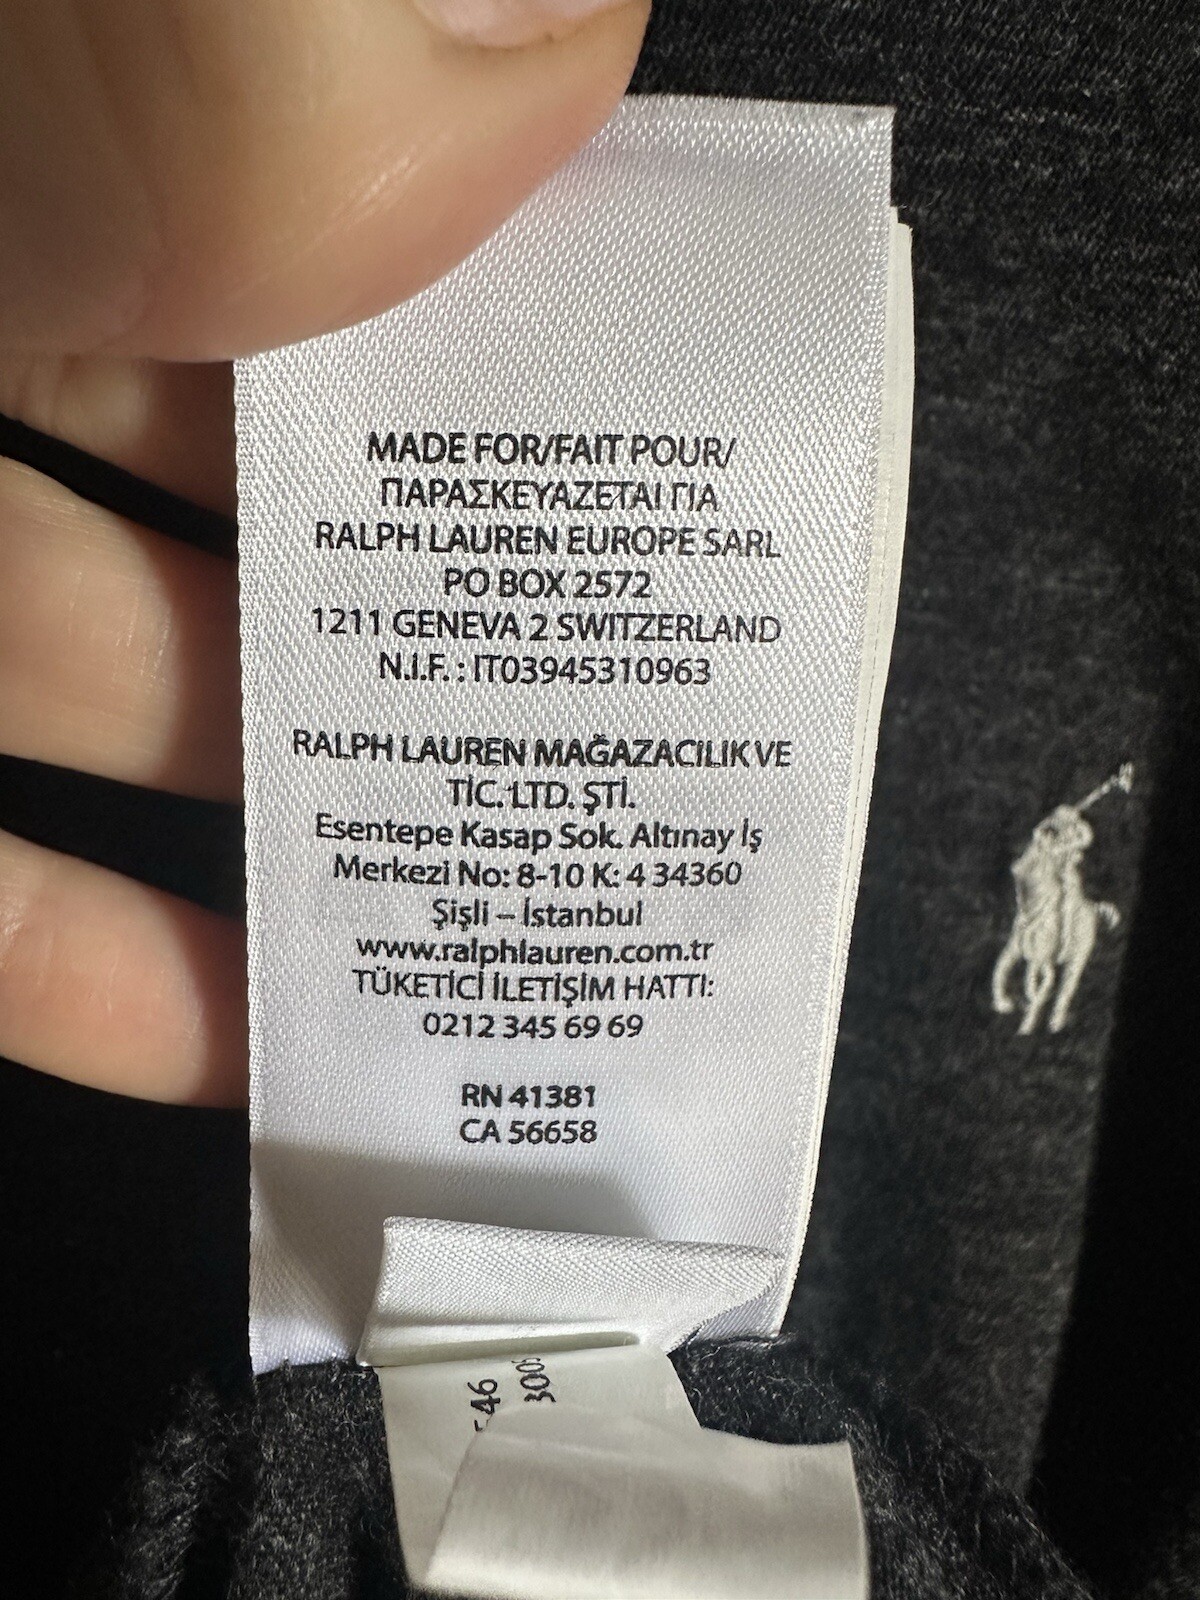 MADE FOR/FAIT POUR/
ΠΑΡΑΣΚΕΥΑΖΕΤΑΙ ΓΙΑ
RALPH LAUREN EUROPE SARL
PO BOX 2572
1211 GENEVA 2 SWITZERLAND
N.I.F. : IT03945310963
RALPH LAUREN MAĞAZACILIK VE
TİC. LTD. ŞTİ.
Esentepe Kasap Sok. Altınay İş
Merkezi No: 8-10 K: 4 34360
Şişli – İstanbul
www.ralphlauren.com.tr
TÜKETİCİ İLETİŞİM HATTI:
0212 345 69 69
RN 41381
CA 56658